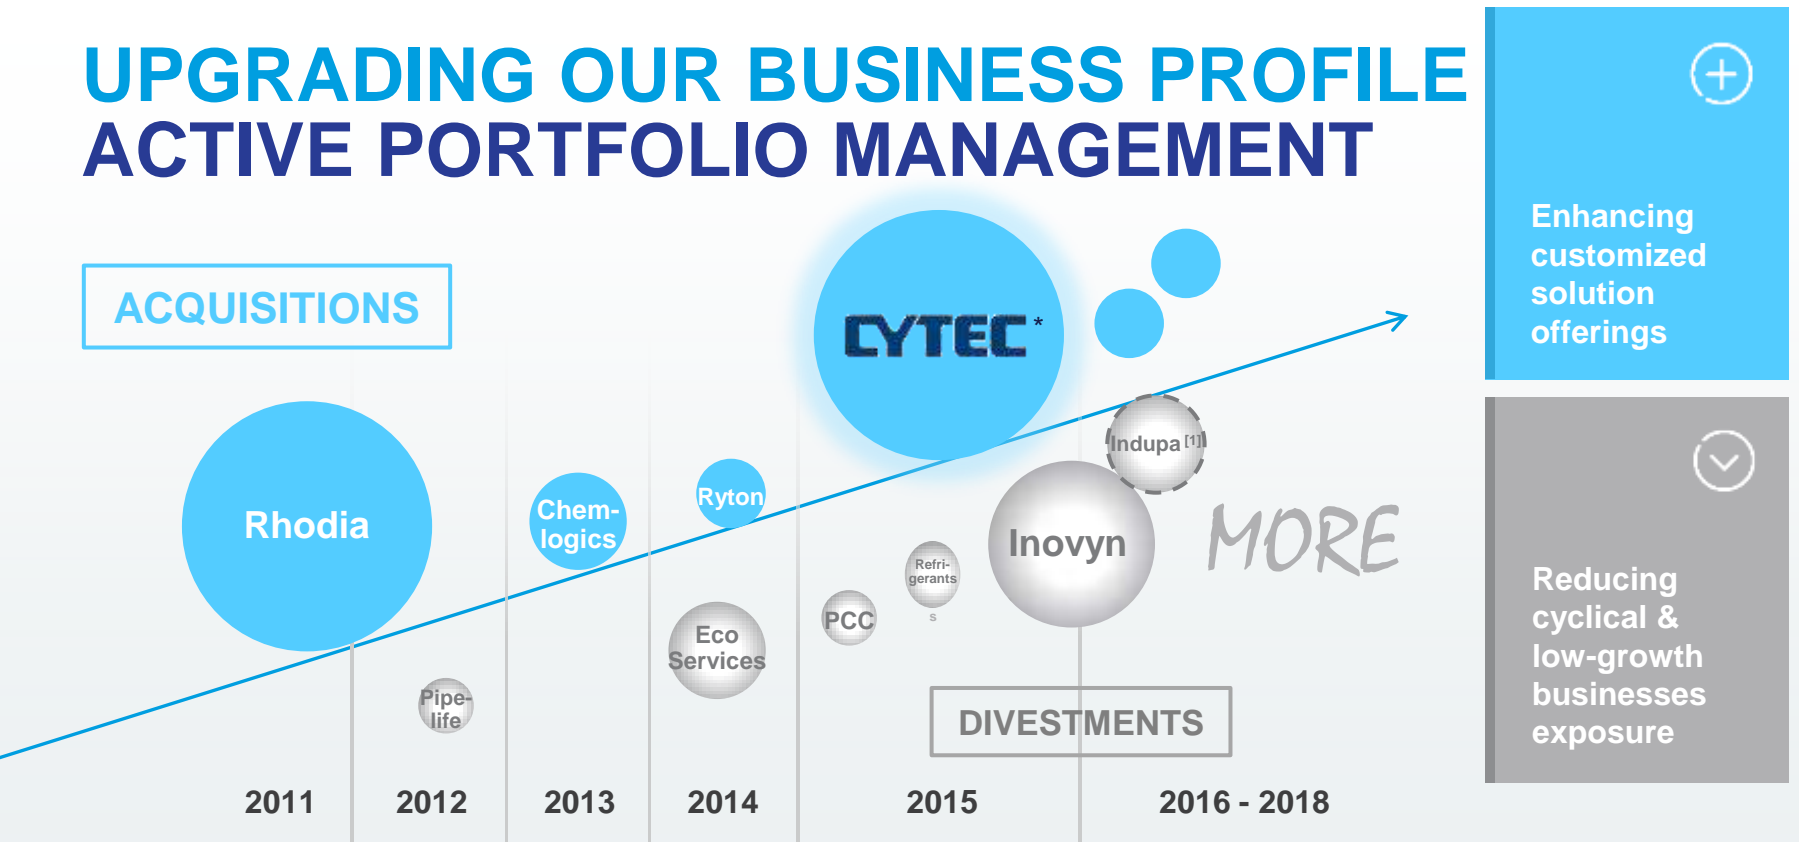 UPGRADING OUR BUSINESS PROFILE
ACTIVE PORTFOLIO MANAGEMENT
ACQUISITIONS
CYTEC *
Rhodia
Chem-
logics
Ryton
Pipe-
life
Eco
Services
PCC
Refri-
gerants
s
Inovyn
Indupa [1]
MORE
DIVESTMENTS
2011
2012
2013
2014
2015
2016 - 2018
Enhancing
customized
solution
offerings
Reducing
cyclical &
low-growth
businesses
exposure